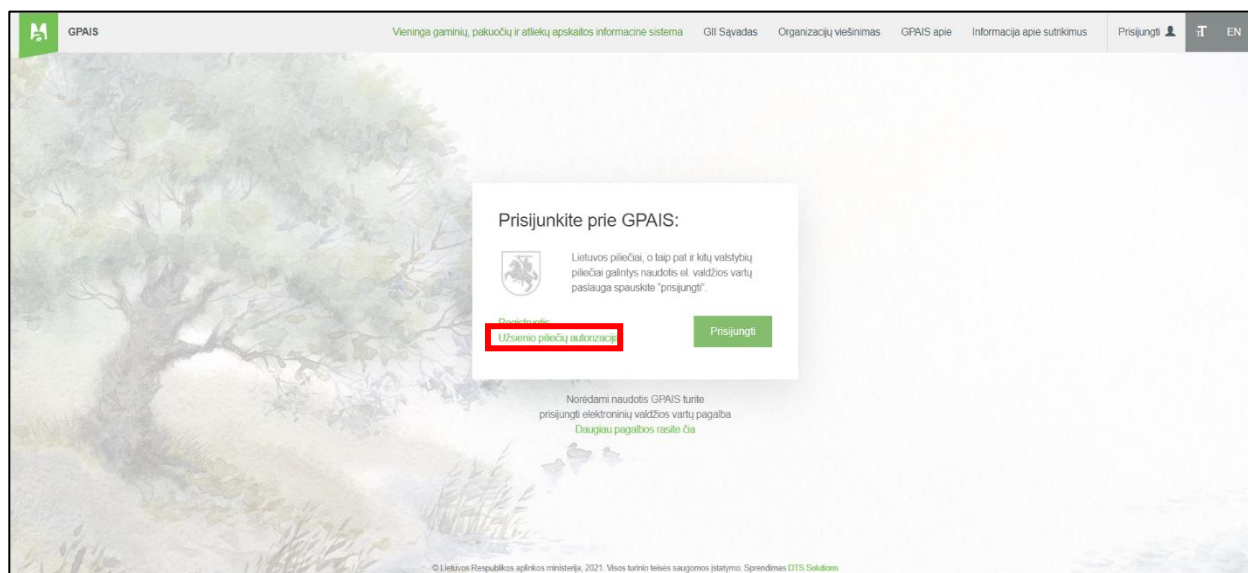 GPAIS
Vieninga gaminių, pakuočių ir atliekų apskaitos informacinė sistema
GII Sąvadas
Organizacijų viešinimas
GPAIS apie
Informacija apie sutrikimus
Prisijungti
EN
Prisijunkite prie GPAIS:
Lietuvos piliečiai, o taip pat ir kitų valstybių
piliečiai galintys naudotis el. valdžios vartų
paslauga spauskite "prisijungti".
Registruotis
Užsienio piliečių autorizacija
Prisijungti
Norėdami naudotis GPAIS turite
prisijungti elektroninių valdžios vartų pagalba
Daugiau pagalbos rasite čia
© Lietuvos Respublikos aplinkos ministerija, 2021. Visos turinio teisės saugomos įstatymo. Sprendimas DTS Solutions